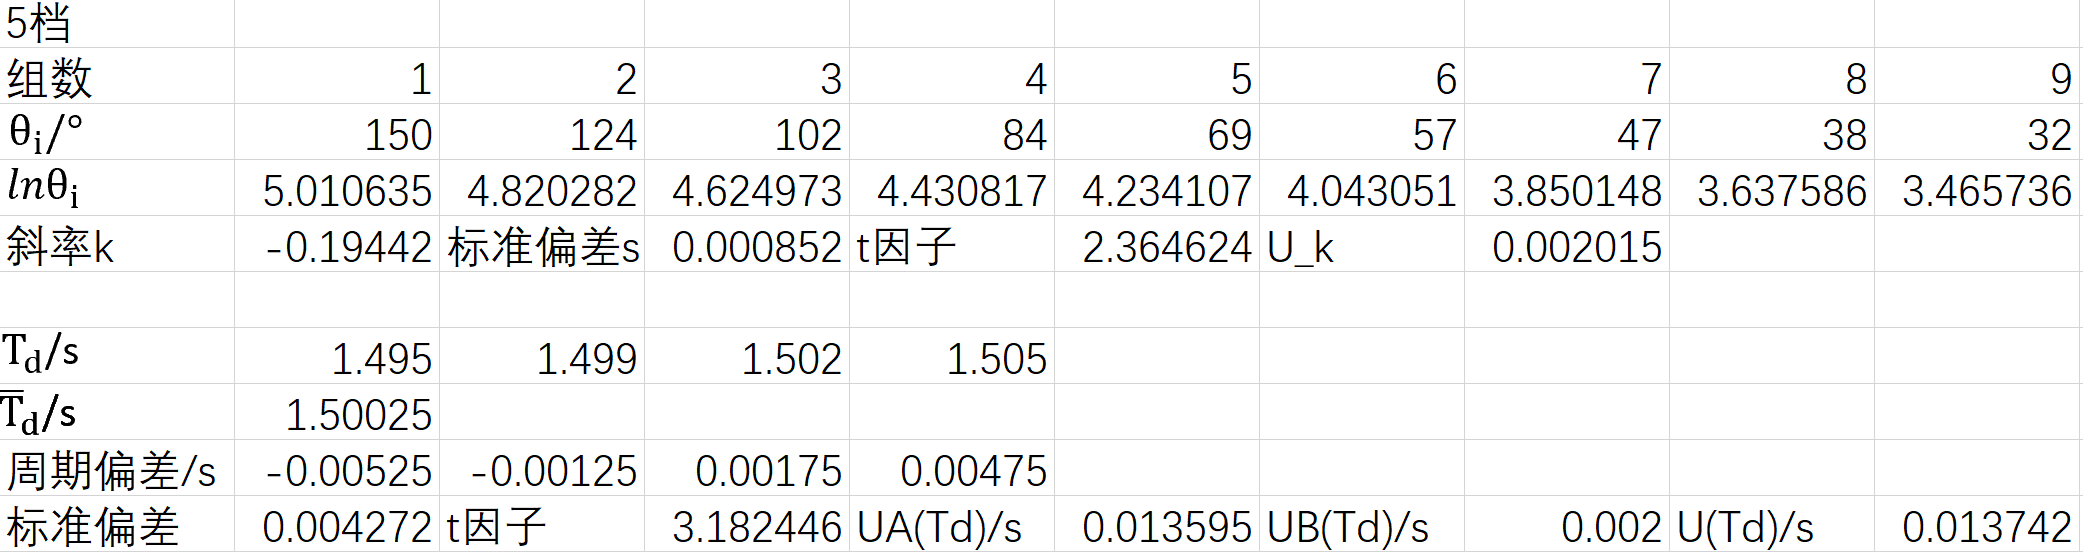 5档
组数 1 2 3 4 5 6 7 8 9
θᵢ/° 150 124 102 84 69 57 47 38 32
lnθᵢ 5.010635 4.820282 4.624973 4.430817 4.234107 4.043051 3.850148 3.637586 3.465736
斜率k -0.19442 标准偏差s 0.000852 t因子 2.364624 U_k 0.002015
T_d/s 1.495 1.499 1.502 1.505
T̅_d/s 1.50025
周期偏差/s -0.00525 -0.00125 0.00175 0.00475
标准偏差 0.004272 t因子 3.182446 UA(Td)/s 0.013595 UB(Td)/s 0.002 U(Td)/s 0.013742